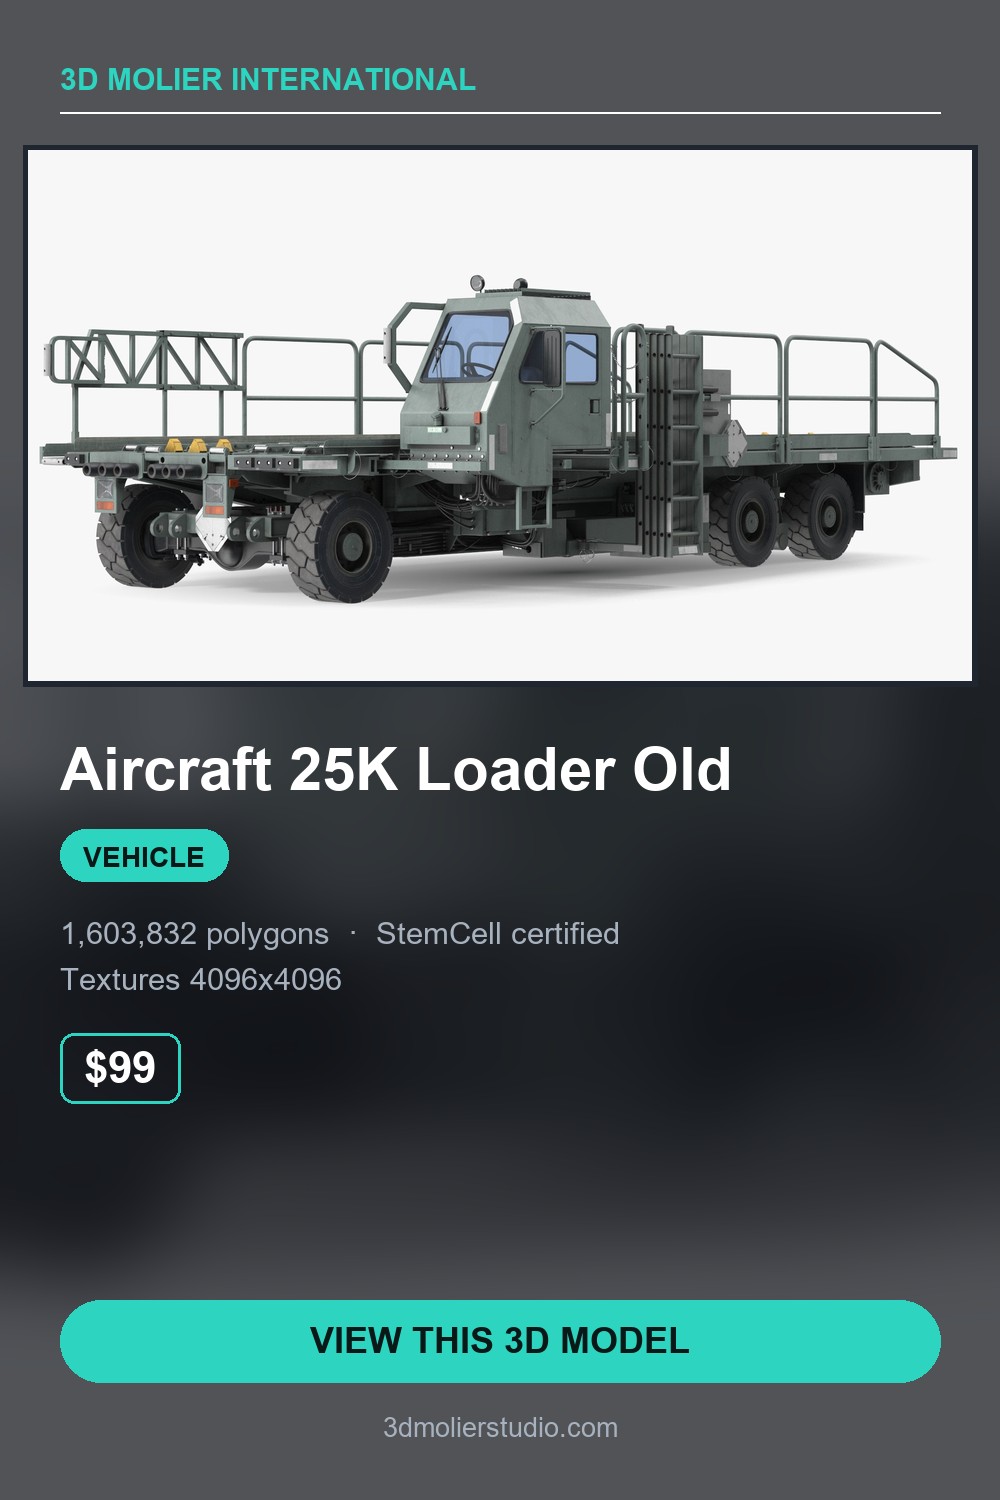 3D MOLIER INTERNATIONAL
Aircraft 25K Loader Old
VEHICLE
1,603,832 polygons · StemCell certified
Textures 4096x4096
$99
VIEW THIS 3D MODEL
3dmolierstudio.com